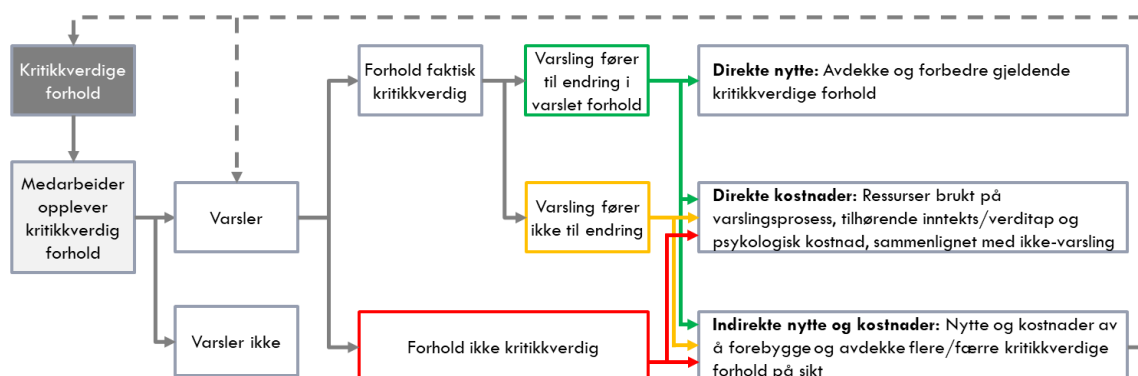 Kritikkverdige
forhold
Medarbeider
opplever
kritikkverdig
forhold
Varsler
Varsler ikke
Forhold faktisk
kritikkverdig
Forhold ikke kritikkverdig
Varsling fører
til endring i
varslet forhold
Varsling fører
ikke til endring
Direkte nytte: Avdekke og forbedre gjeldende
kritikkverdige forhold
Direkte kostnader: Ressurser brukt på
varslingsprosess, tilhørende inntekts/verditap og
psykologisk kostnad, sammenlignet med ikke-varsling
Indirekte nytte og kostnader: Nytte og kostnader av
å forebygge og avdekke flere/færre kritikkverdige
forhold på sikt